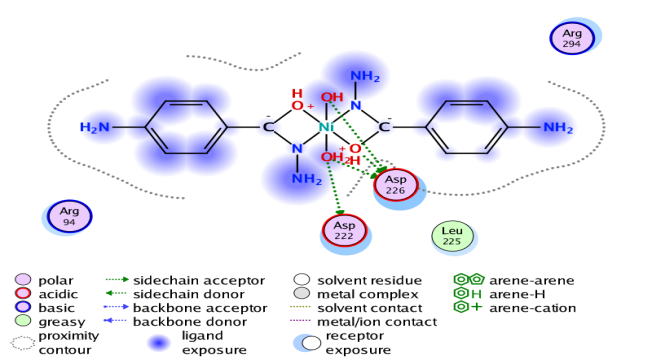 Arg
294
NH₂
H
O +
OH
H₂N
C -
Ni
N
C -
NH₂
N
OH₂
+
O
H
NH₂
Asp
226
Arg
94
Asp
222
Leu
225
polar
sidechain acceptor
solvent residue
arene-arene
acidic
sidechain donor
metal complex
H arene-H
basic
backbone acceptor
solvent contact
+ arene-cation
greasy
backbone donor
metal/ion contact
proximity
contour
ligand
exposure
receptor
exposure